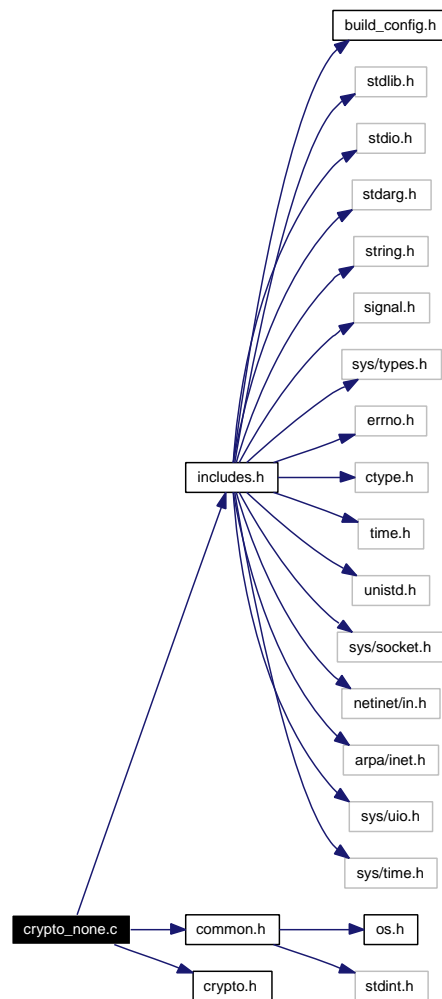 build_config.h
stdlib.h
stdio.h
stdarg.h
string.h
signal.h
sys/types.h
errno.h
includes.h
ctype.h
time.h
unistd.h
sys/socket.h
netinet/in.h
arpa/inet.h
sys/uio.h
sys/time.h
crypto_none.c
common.h
os.h
crypto.h
stdint.h